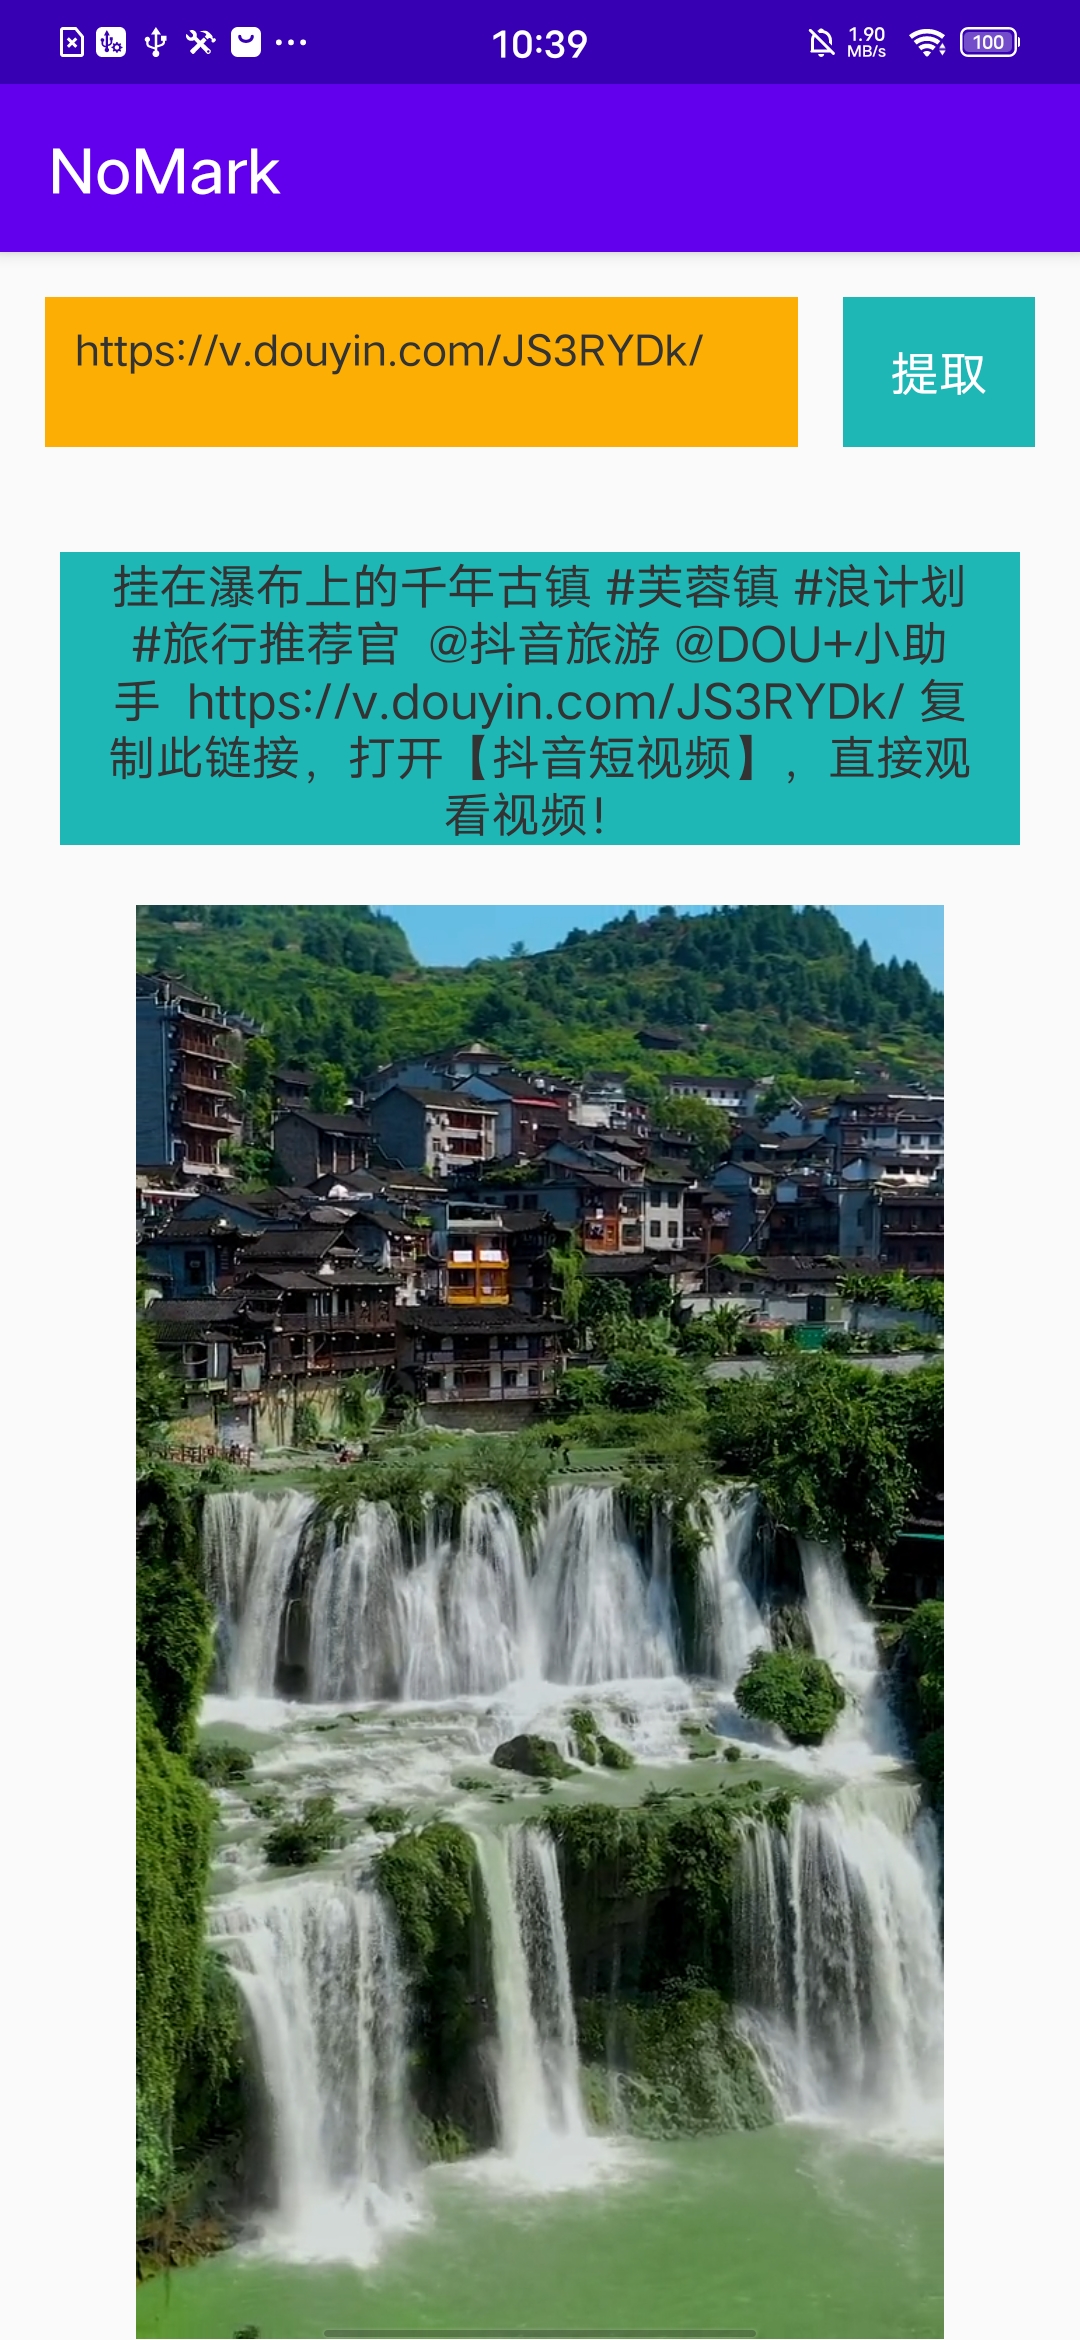 10:39
1.90
MB/s
100
NoMark
https://v.douyin.com/JS3RYDk/
提取
挂在瀑布上的千年古镇 #芙蓉镇 #浪计划
#旅行推荐官  @抖音旅游 @DOU+小助
手  https://v.douyin.com/JS3RYDk/ 复
制此链接，打开【抖音短视频】，直接观
看视频！